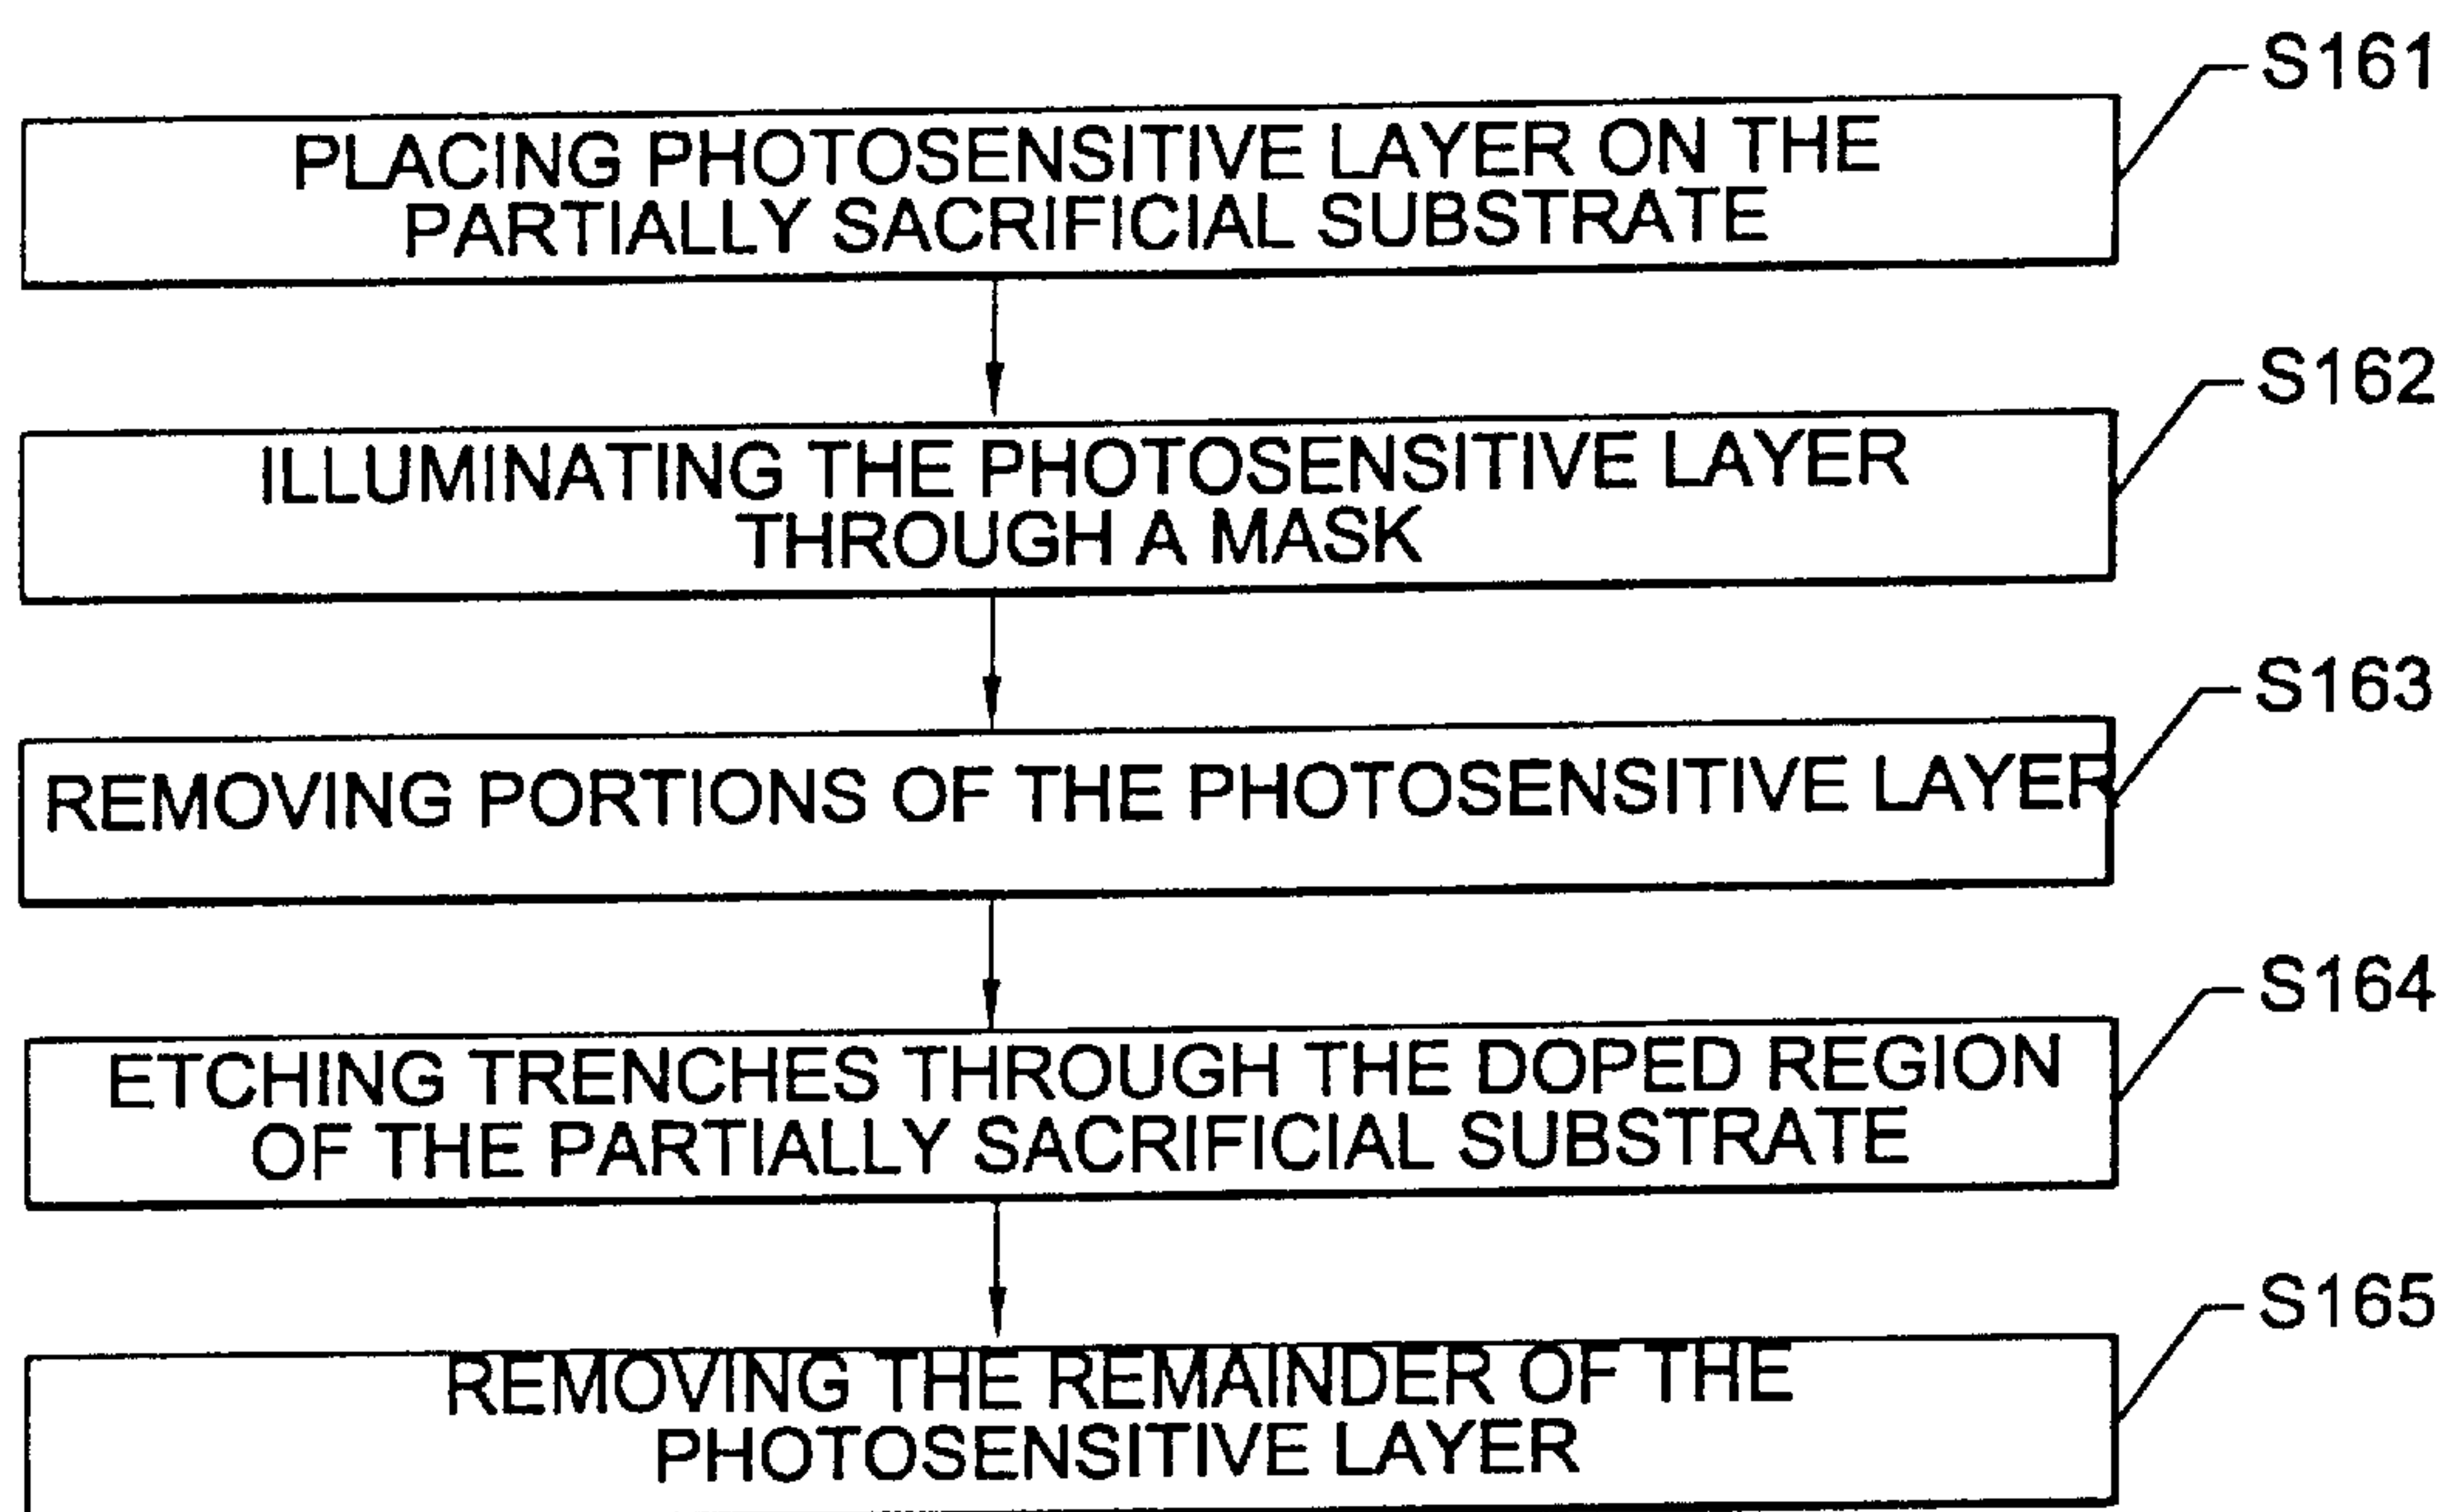 S161
PLACING PHOTOSENSITIVE LAYER ON THE
PARTIALLY SACRIFICIAL SUBSTRATE
S162
ILLUMINATING THE PHOTOSENSITIVE LAYER
THROUGH A MASK
S163
REMOVING PORTIONS OF THE PHOTOSENSITIVE LAYER
S164
ETCHING TRENCHES THROUGH THE DOPED REGION
OF THE PARTIALLY SACRIFICIAL SUBSTRATE
S165
REMOVING THE REMAINDER OF THE
PHOTOSENSITIVE LAYER